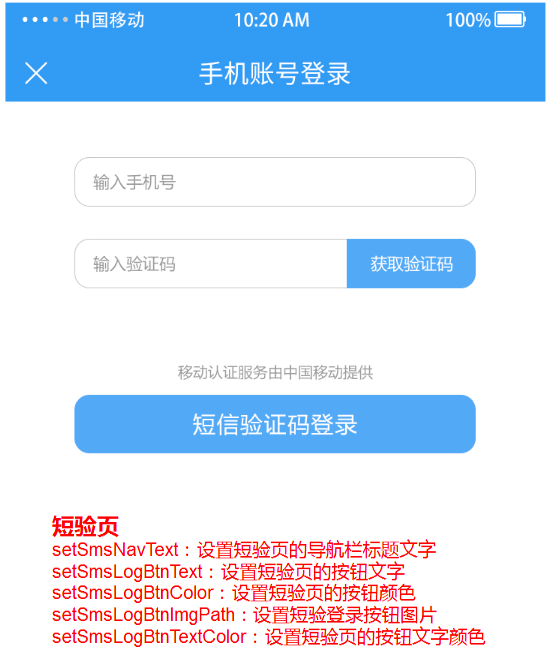 中国移动 10:20 AM 100%
手机账号登录
输入手机号
输入验证码 获取验证码
移动认证服务由中国移动提供
短信验证码登录
短验页
setSmsNavText：设置短验页的导航栏标题文字
setSmsLogBtnText：设置短验页的按钮文字
setSmsLogBtnColor：设置短验页的按钮颜色
setSmsLogBtnImgPath：设置短验登录按钮图片
setSmsLogBtnTextColor：设置短验页的按钮文字颜色